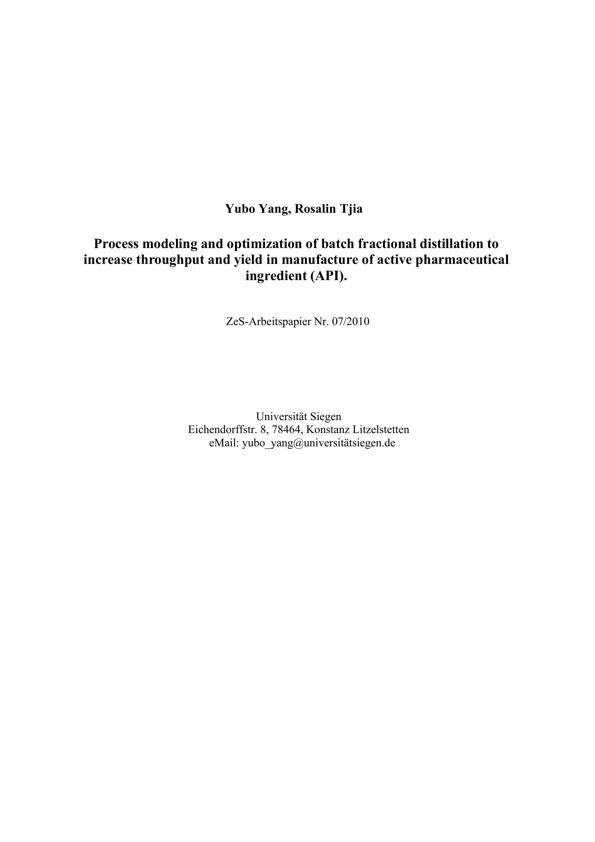 Yubo Yang, Rosalin Tjia
Process modeling and optimization of batch fractional distillation to
increase throughput and yield in manufacture of active pharmaceutical
ingredient (API).
ZeS-Arbeitspapier Nr. 07/2010
Universität Siegen
Eichendorffstr. 8, 78464, Konstanz Litzelstetten
eMail: yubo_yang@universitätsiegen.de